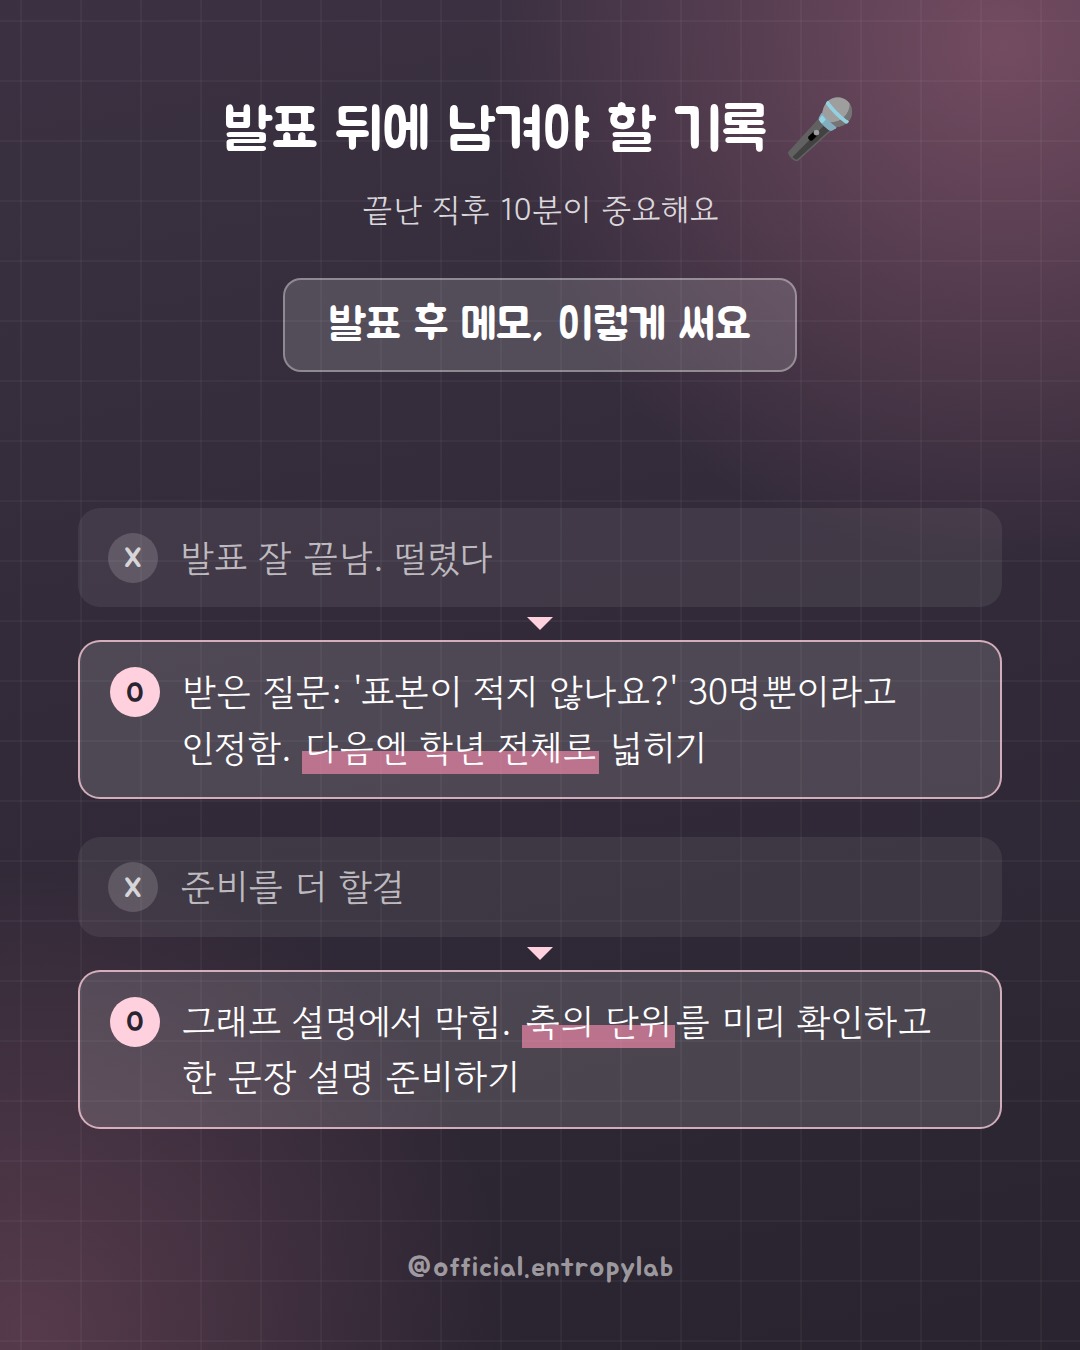 발표 뒤에 남겨야 할 기록 🎤
끝난 직후 10분이 중요해요
발표 후 메모, 이렇게 써요
X 발표 잘 끝남. 떨렸다
O 받은 질문: '표본이 적지 않나요?' 30명뿐이라고
인정함. 다음엔 학년 전체로 넓히기
X 준비를 더 할걸
O 그래프 설명에서 막힘. 축의 단위를 미리 확인하고
한 문장 설명 준비하기
@official.entropylab